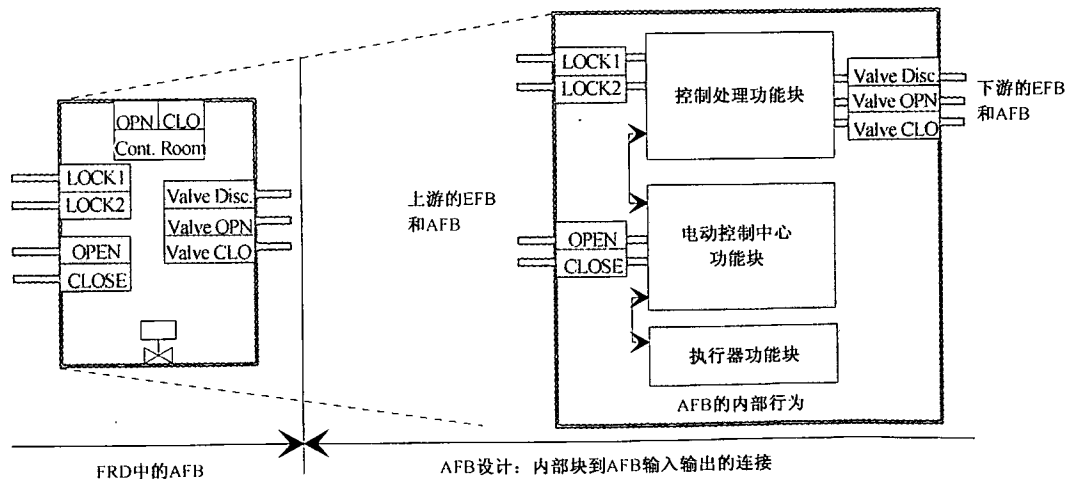 OPN CLO
Cont. Room
LOCK1
LOCK2
OPEN
CLOSE
Valve Disc.
Valve OPN
Valve CLO
FRD中的AFB
上游的EFB
和AFB
LOCK1
LOCK2
OPEN
CLOSE
控制处理功能块
电动控制中心
功能块
执行器功能块
AFB的内部行为
Valve Disc.
Valve OPN
Valve CLO
下游的EFB
和AFB
AFB设计：内部块到AFB输入输出的连接